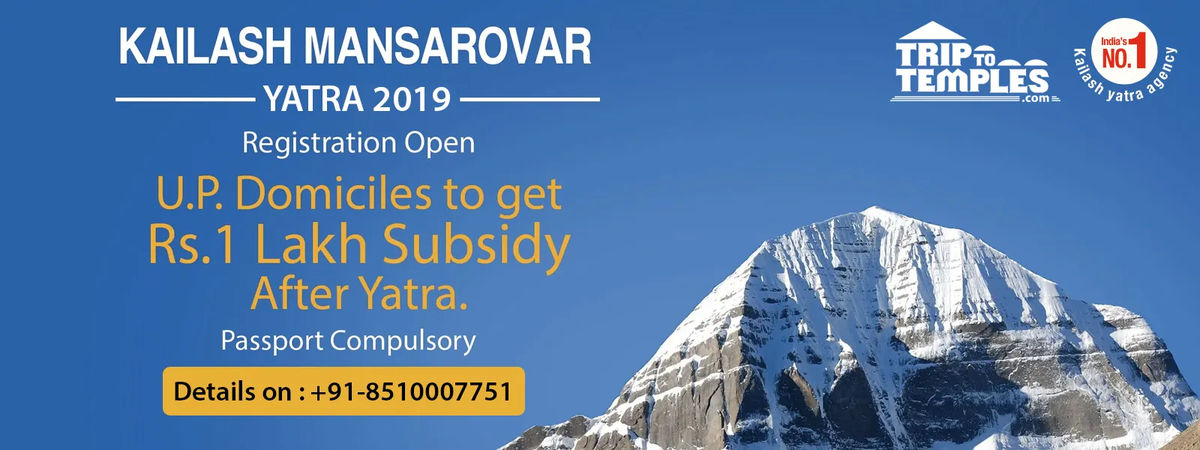 KAILASH MANSAROVAR
YATRA 2019
Registration Open
U.P. Domiciles to get
Rs.1 Lakh Subsidy
After Yatra.
Passport Compulsory
Details on : +91-8510007751
TRIP TO
TEMPLES
.com
India's
NO.1
Kailash yatra agency